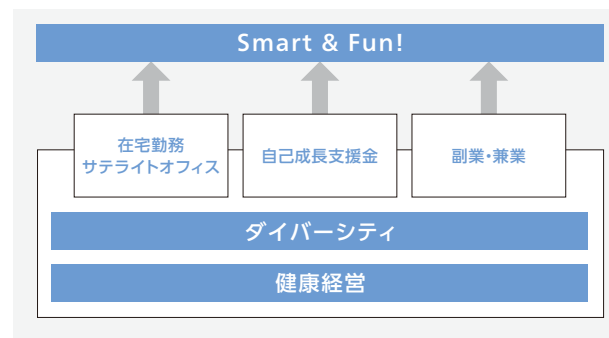 Smart & Fun!
在宅勤務
サテライトオフィス
自己成長支援金
副業・兼業
ダイバーシティ
健康経営